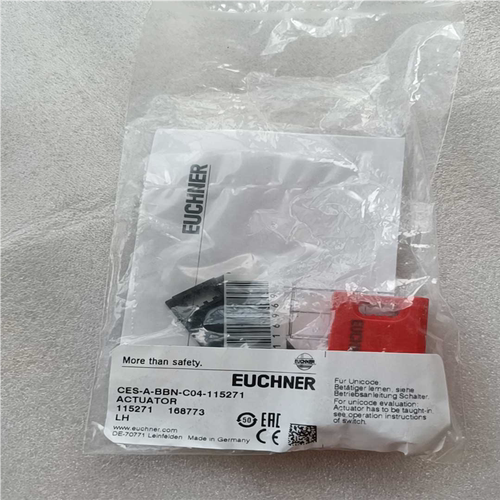 EUCHNER
More than safety.
EUCHNER
CES-A-BBN-C04-115271
ACTUATOR
115271 168773
LH
www.euchner.com
DE-70771 Leinfelden Made in Germany
50
EAC
Für Unicode:
Betätiger lernen, siehe
Betriebsanleitung Schalter.
For unicode evaluation:
Actuator has to be taught-in
see operation instructions
of switch.